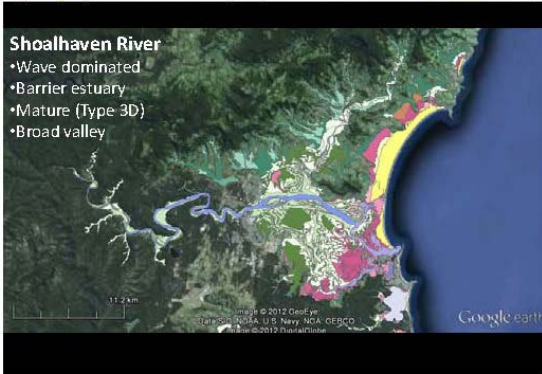 Shoalhaven River
•Wave dominated
•Barrier estuary
•Mature (Type 3D)
•Broad valley
11.2 km
Image © 2012 GeoEye
Data SIO, NOAA, U.S. Navy, NGA, GEBCO
Image © 2012 DigitalGlobe
Google earth